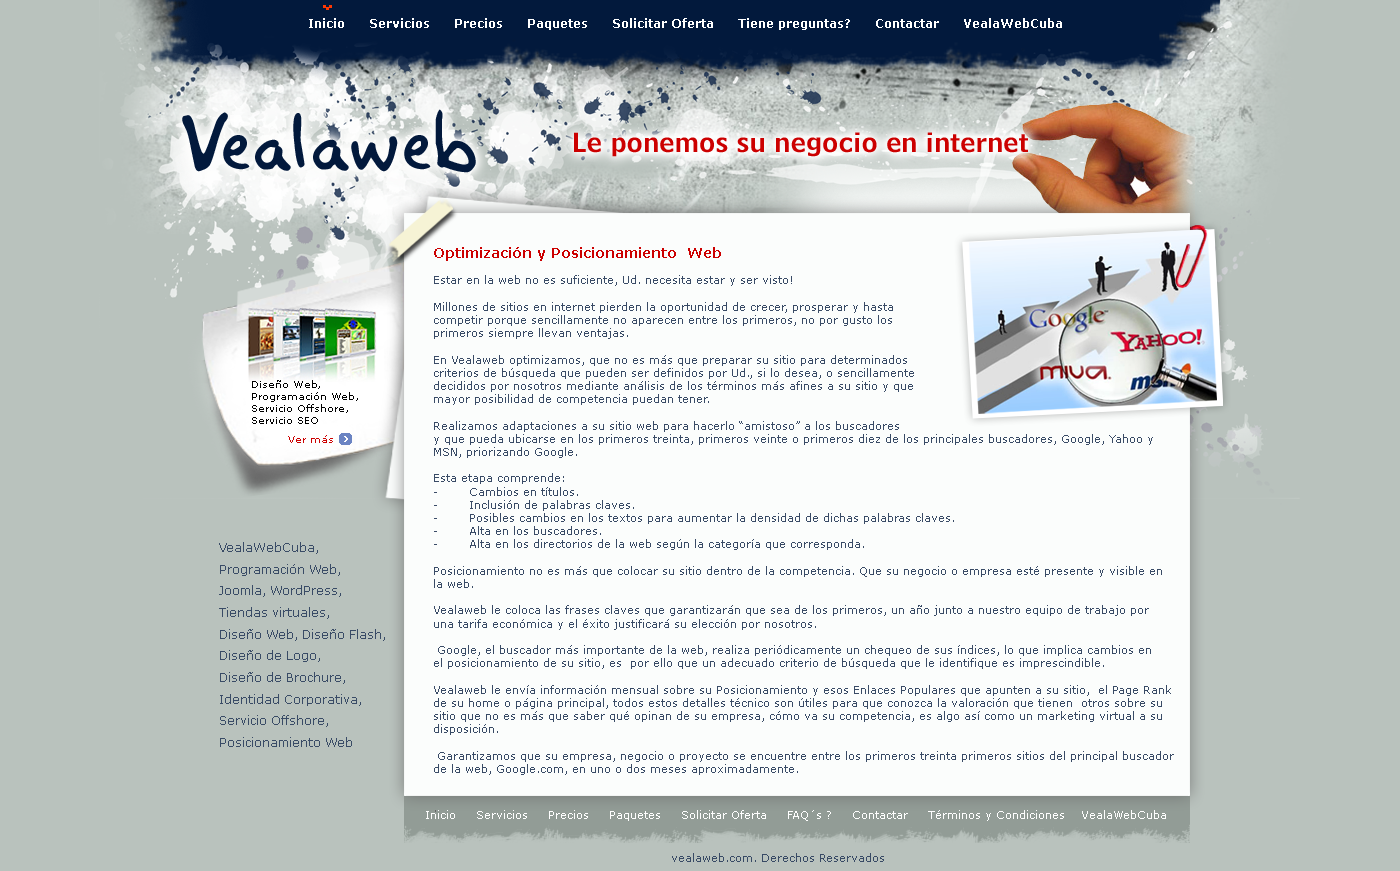 Inicio Servicios Precios Paquetes Solicitar Oferta Tiene preguntas? Contactar VealaWebCuba
Vealaweb
Le ponemos su negocio en internet
Optimización y Posicionamiento  Web
Estar en la web no es suficiente, Ud. necesita estar y ser visto!
Millones de sitios en internet pierden la oportunidad de crecer, prosperar y hasta
competir porque sencillamente no aparecen entre los primeros, no por gusto los
primeros siempre llevan ventajas.
En Vealaweb optimizamos, que no es más que preparar su sitio para determinados
criterios de búsqueda que pueden ser definidos por Ud., si lo desea, o sencillamente
decididos por nosotros mediante análisis de los términos más afines a su sitio y que
mayor posibilidad de competencia puedan tener.
Realizamos adaptaciones a su sitio web para hacerlo “amistoso” a los buscadores
y que pueda ubicarse en los primeros treinta, primeros veinte o primeros diez de los principales buscadores, Google, Yahoo y
MSN, priorizando Google.
Esta etapa comprende:
- Cambios en títulos.
- Inclusión de palabras claves.
- Posibles cambios en los textos para aumentar la densidad de dichas palabras claves.
- Alta en los buscadores.
- Alta en los directorios de la web según la categoría que corresponda.
Posicionamiento no es más que colocar su sitio dentro de la competencia. Que su negocio o empresa esté presente y visible en
la web.
Vealaweb le coloca las frases claves que garantizarán que sea de los primeros, un año junto a nuestro equipo de trabajo por
una tarifa económica y el éxito justificará su elección por nosotros.
Google, el buscador más importante de la web, realiza periódicamente un chequeo de sus índices, lo que implica cambios en
el posicionamiento de su sitio, es  por ello que un adecuado criterio de búsqueda que le identifique es imprescindible.
Vealaweb le envía información mensual sobre su Posicionamiento y esos Enlaces Populares que apunten a su sitio,  el Page Rank
de su home o página principal, todos estos detalles técnico son útiles para que conozca la valoración que tienen  otros sobre su
sitio que no es más que saber qué opinan de su empresa, cómo va su competencia, es algo así como un marketing virtual a su
disposición.
Garantizamos que su empresa, negocio o proyecto se encuentre entre los primeros treinta primeros sitios del principal buscador
de la web, Google.com, en uno o dos meses aproximadamente.
Google
YAHOO!
MIVA.
msn
Diseño Web,
Programación Web,
Servicio Offshore,
Servicio SEO
Ver más
VealaWebCuba,
Programación Web,
Joomla, WordPress,
Tiendas virtuales,
Diseño Web, Diseño Flash,
Diseño de Logo,
Diseño de Brochure,
Identidad Corporativa,
Servicio Offshore,
Posicionamiento Web
Inicio Servicios Precios Paquetes Solicitar Oferta FAQ´s ? Contactar Términos y Condiciones VealaWebCuba
vealaweb.com. Derechos Reservados